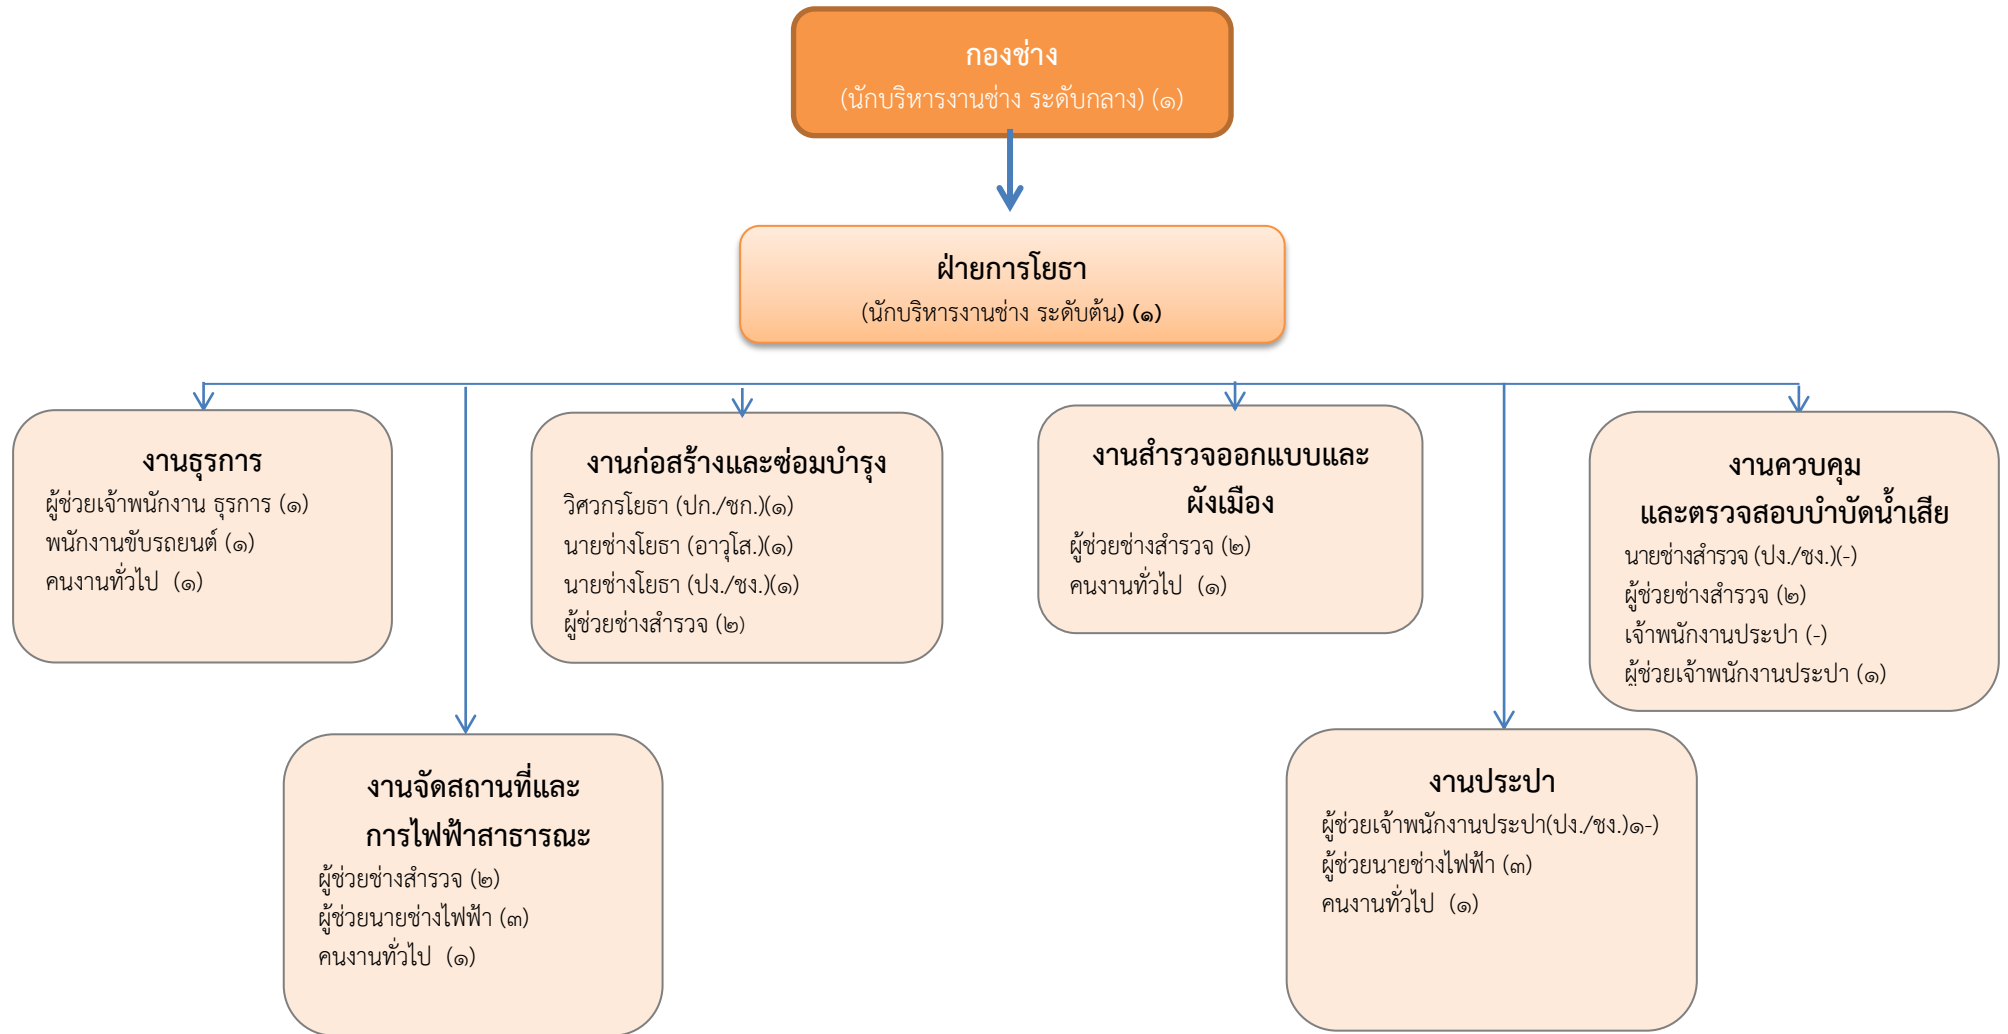 กองช่าง
(นักบริหารงานช่าง ระดับกลาง) (๑)
ฝ่ายการโยธา
(นักบริหารงานช่าง ระดับต้น) (๑)
งานธุรการ
ผู้ช่วยเจ้าพนักงาน ธุรการ (๑)
พนักงานขับรถยนต์ (๑)
คนงานทั่วไป (๑)
งานก่อสร้างและซ่อมบำรุง
วิศวกรโยธา (ปก./ชก.)(๑)
นายช่างโยธา (อาวุโส.)(๑)
นายช่างโยธา (ปง./ชง.)(๑)
ผู้ช่วยช่างสำรวจ (๒)
งานสำรวจออกแบบและ
ผังเมือง
ผู้ช่วยช่างสำรวจ (๒)
คนงานทั่วไป (๑)
งานควบคุม
และตรวจสอบบำบัดน้ำเสีย
นายช่างสำรวจ (ปง./ชง.)(-)
ผู้ช่วยช่างสำรวจ (๒)
เจ้าพนักงานประปา (-)
ผู้ช่วยเจ้าพนักงานประปา (๑)
งานจัดสถานที่และ
การไฟฟ้าสาธารณะ
ผู้ช่วยช่างสำรวจ (๒)
ผู้ช่วยนายช่างไฟฟ้า (๓)
คนงานทั่วไป (๑)
งานประปา
ผู้ช่วยเจ้าพนักงานประปา(ปง./ชง.)๑-)
ผู้ช่วยนายช่างไฟฟ้า (๓)
คนงานทั่วไป (๑)